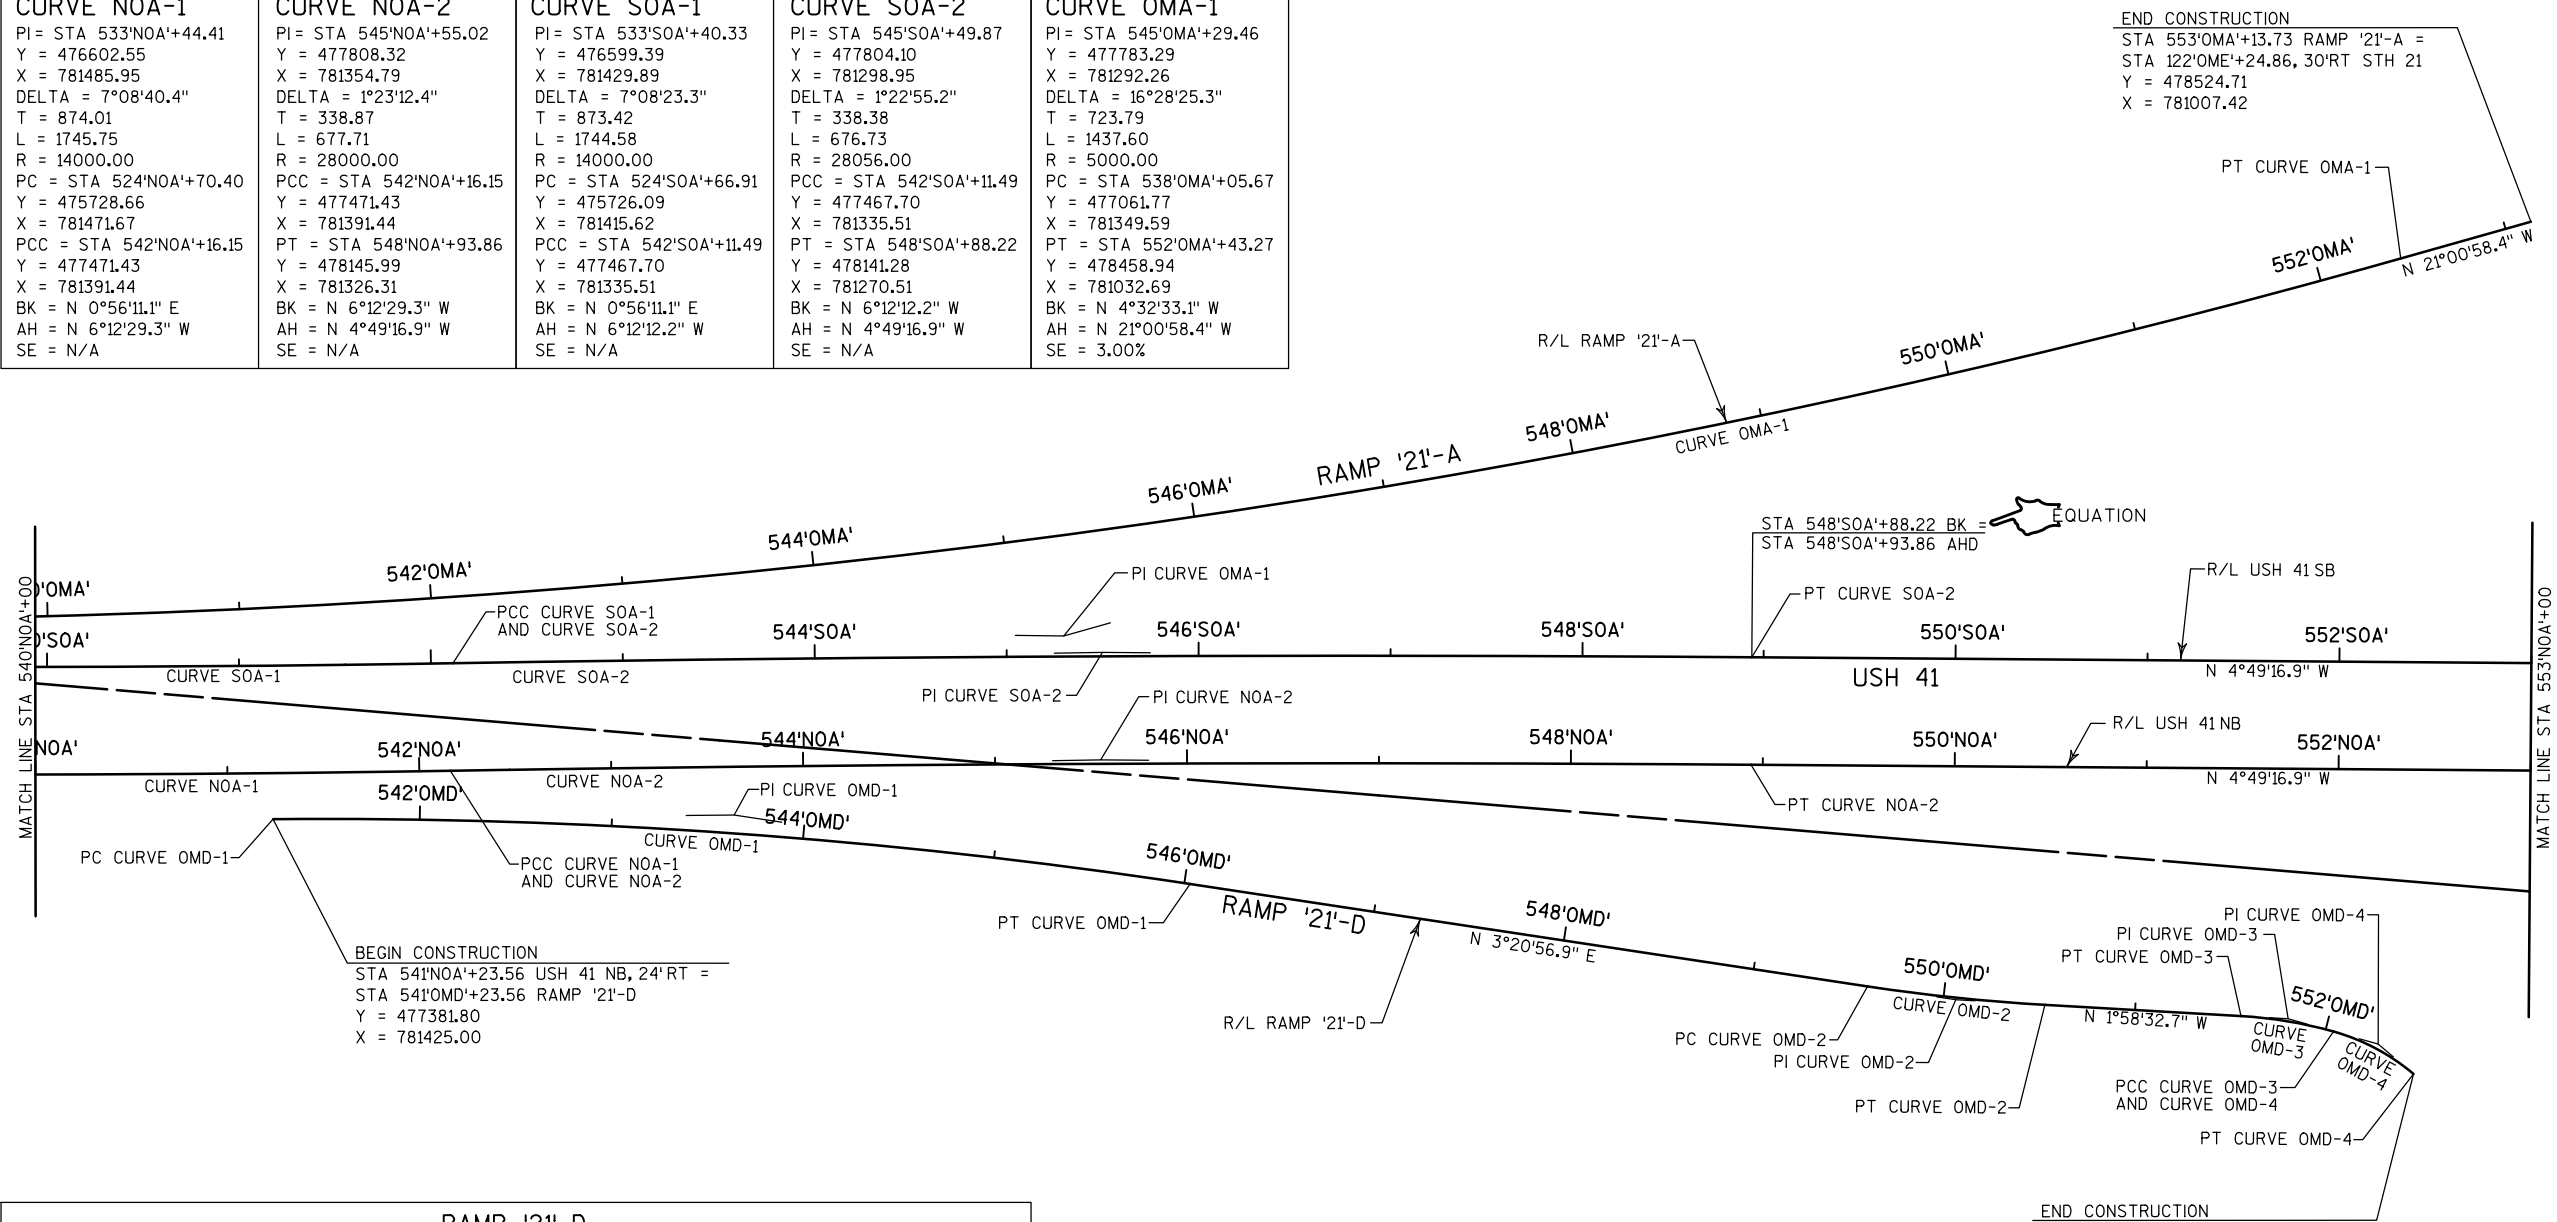 CURVE NOA-1
PI= STA 533'NOA'+44.41
Y = 476602.55
X = 781485.95
DELTA = 7°08'40.4"
T = 874.01
L = 1745.75
R = 14000.00
PC = STA 524'NOA'+70.40
Y = 475728.66
X = 781471.67
PCC = STA 542'NOA'+16.15
Y = 477471.43
X = 781391.44
BK = N 0°56'11.1" E
AH = N 6°12'29.3" W
SE = N/A
CURVE NOA-2
PI= STA 545'NOA'+55.02
Y = 477808.32
X = 781354.79
DELTA = 1°23'12.4"
T = 338.87
L = 677.71
R = 28000.00
PCC = STA 542'NOA'+16.15
Y = 477471.43
X = 781391.44
PT = STA 548'NOA'+93.86
Y = 478145.99
X = 781326.31
BK = N 6°12'29.3" W
AH = N 4°49'16.9" W
SE = N/A
CURVE SOA-1
PI= STA 533'SOA'+40.33
Y = 476599.39
X = 781429.89
DELTA = 7°08'23.3"
T = 873.42
L = 1744.58
R = 14000.00
PC = STA 524'SOA'+66.91
Y = 475726.09
X = 781415.62
PCC = STA 542'SOA'+11.49
Y = 477467.70
X = 781335.51
BK = N 0°56'11.1" E
AH = N 6°12'12.2" W
SE = N/A
CURVE SOA-2
PI= STA 545'SOA'+49.87
Y = 477804.10
X = 781298.95
DELTA = 1°22'55.2"
T = 338.38
L = 676.73
R = 28056.00
PCC = STA 542'SOA'+11.49
Y = 477467.70
X = 781335.51
PT = STA 548'SOA'+88.22
Y = 478141.28
X = 781270.51
BK = N 6°12'12.2" W
AH = N 4°49'16.9" W
SE = N/A
CURVE OMA-1
PI= STA 545'OMA'+29.46
Y = 477783.29
X = 781292.26
DELTA = 16°28'25.3"
T = 723.79
L = 1437.60
R = 5000.00
PC = STA 538'OMA'+05.67
Y = 477061.77
X = 781349.59
PT = STA 552'OMA'+43.27
Y = 478458.94
X = 781032.69
BK = N 4°32'33.1" W
AH = N 21°00'58.4" W
SE = 3.00%
END CONSTRUCTION
STA 553'OMA'+13.73 RAMP '21'-A =
STA 122'OME'+24.86, 30'RT STH 21
Y = 478524.71
X = 781007.42
PT CURVE OMA-1
N 21°00'58.4" W
552'OMA'
550'OMA'
R/L RAMP '21'-A
CURVE OMA-1
548'OMA'
RAMP '21'-A
546'OMA'
544'OMA'
542'OMA'
0'OMA'
STA 548'SOA'+88.22 BK =
STA 548'SOA'+93.86 AHD
EQUATION
PI CURVE OMA-1
R/L USH 41 SB
PT CURVE SOA-2
PCC CURVE SOA-1
AND CURVE SOA-2
0'SOA'
544'SOA'
546'SOA'
548'SOA'
550'SOA'
552'SOA'
CURVE SOA-1
CURVE SOA-2
PI CURVE SOA-2
PI CURVE NOA-2
USH 41
N 4°49'16.9" W
MATCH LINE STA 540'NOA'+00
MATCH LINE STA 553'NOA'+00
R/L USH 41 NB
NOA'
542'NOA'
544'NOA'
546'NOA'
548'NOA'
550'NOA'
552'NOA'
CURVE NOA-1
CURVE NOA-2
N 4°49'16.9" W
PT CURVE NOA-2
542'OMD'
PI CURVE OMD-1
544'OMD'
CURVE OMD-1
PC CURVE OMD-1
PCC CURVE NOA-1
AND CURVE NOA-2
546'OMD'
PT CURVE OMD-1
RAMP '21'-D
548'OMD'
N 3°20'56.9" E
PI CURVE OMD-4
PI CURVE OMD-3
PT CURVE OMD-3
BEGIN CONSTRUCTION
STA 541'NOA'+23.56 USH 41 NB, 24'RT =
STA 541'OMD'+23.56 RAMP '21'-D
Y = 477381.80
X = 781425.00
550'OMD'
552'OMD'
CURVE OMD-2
N 1°58'32.7" W
R/L RAMP '21'-D
PC CURVE OMD-2
PI CURVE OMD-2
PT CURVE OMD-2
CURVE
OMD-3
CURVE
OMD-4
PCC CURVE OMD-3
AND CURVE OMD-4
PT CURVE OMD-4
END CONSTRUCTION
RAMP '21'-D